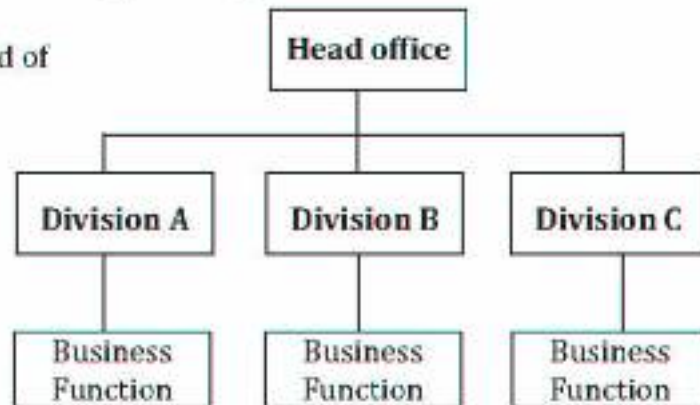 Head office
d of
Division A Division B Division C
Business Business Business
Function Function Function